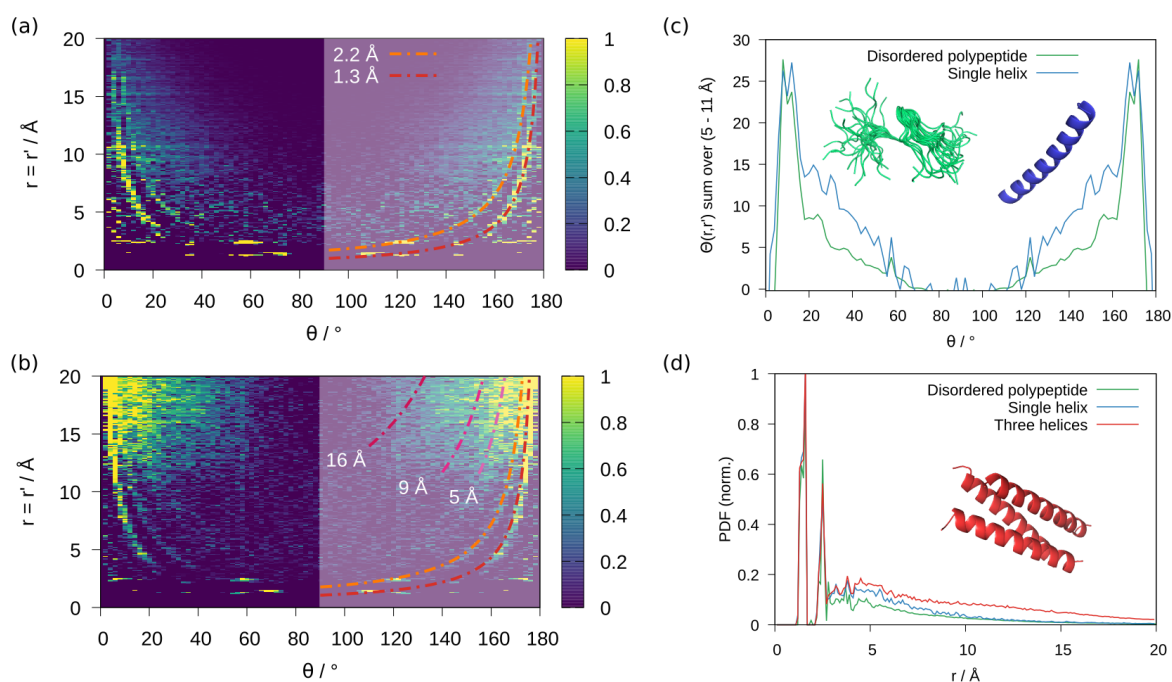 (a)
20
15
10
5
0
r = r' / Å
2.2 Å
1.3 Å
1
0.8
0.6
0.4
0.2
0
0 20 40 60 80 100 120 140 160 180
θ / °
(b)
20
15
10
5
0
r = r' / Å
16 Å
9 Å
5 Å
1
0.8
0.6
0.4
0.2
0
0 20 40 60 80 100 120 140 160 180
θ / °
(c)
30
25
20
15
10
5
0
Θ(r,r') sum over (5 - 11 Å)
Disordered polypeptide
Single helix
0 20 40 60 80 100 120 140 160 180
θ / °
(d)
1
0.8
0.6
0.4
0.2
0
PDF (norm.)
Disordered polypeptide
Single helix
Three helices
0 5 10 15 20
r / Å